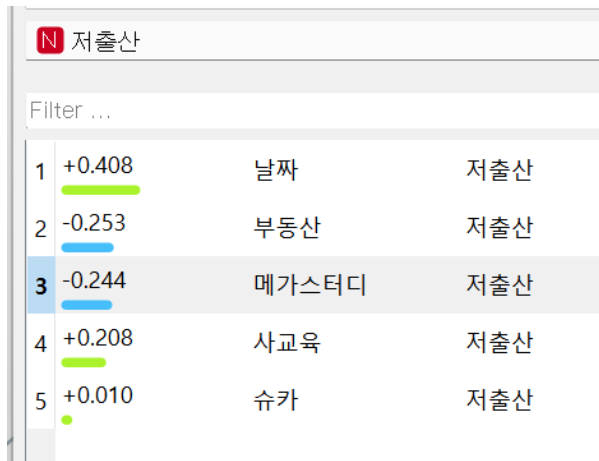 N 저출산
Filter ...
1 +0.408 날짜 저출산
2 -0.253 부동산 저출산
3 -0.244 메가스터디 저출산
4 +0.208 사교육 저출산
5 +0.010 슈카 저출산